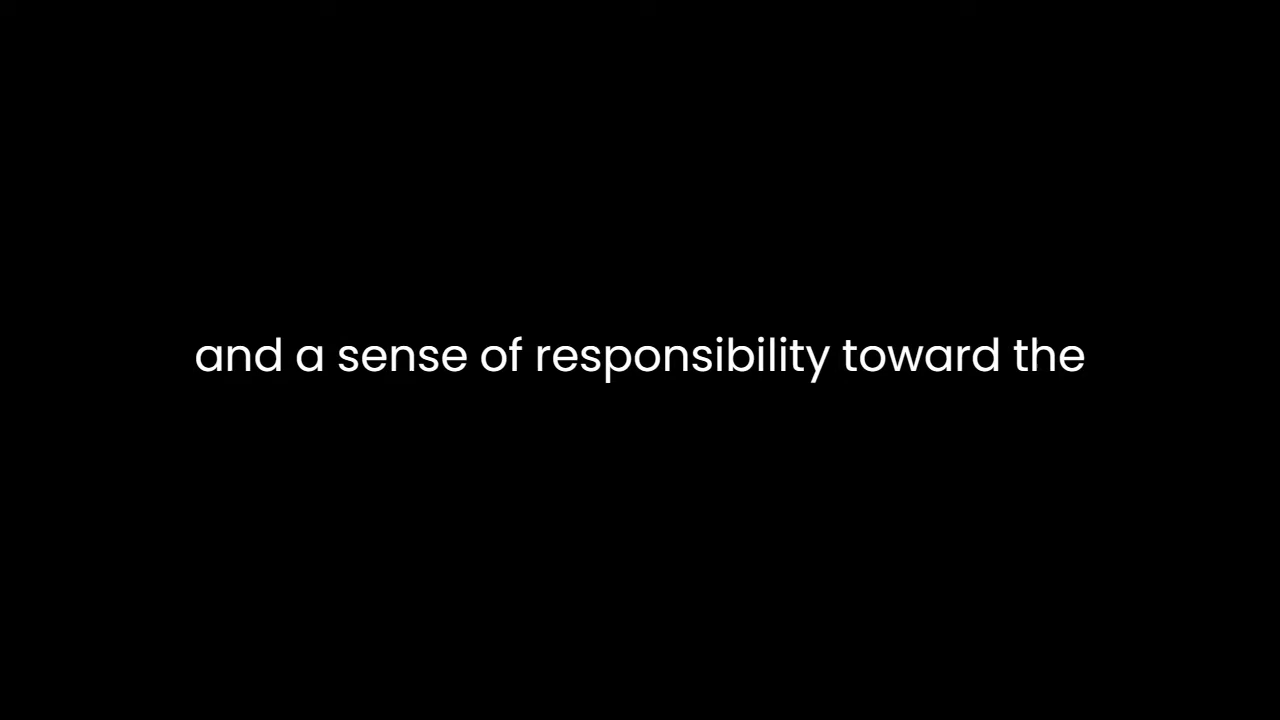 and a sense of responsibility toward the